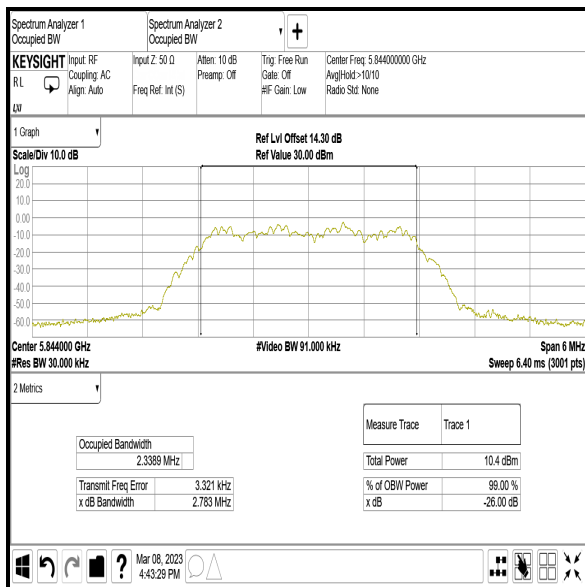 Spectrum Analyzer 1
Occupied BW
Spectrum Analyzer 2
Occupied BW
+
KEYSIGHT
RL
LXI
Input: RF
Coupling: AC
Align: Auto
Input Z: 50 Ω
Freq Ref: Int (S)
Atten: 10 dB
Preamp: Off
Trig: Free Run
Gate: Off
#IF Gain: Low
Center Freq: 5.844000000 GHz
Avg|Hold:>10/10
Radio Std: None
1 Graph
Scale/Div 10.0 dB
Ref Lvl Offset 14.30 dB
Ref Value 30.00 dBm
Log
20.0
10.0
0.00
-10.0
-20.0
-30.0
-40.0
-50.0
-60.0
Center 5.844000 GHz
#Video BW 91.000 kHz
Span 6 MHz
#Res BW 30.000 kHz
Sweep 6.40 ms (3001 pts)
2 Metrics
Occupied Bandwidth
2.3389 MHz
Transmit Freq Error 3.321 kHz
x dB Bandwidth 2.783 MHz
Measure Trace Trace 1
Total Power 10.4 dBm
% of OBW Power 99.00 %
x dB -26.00 dB
?
Mar 08, 2023
4:43:29 PM